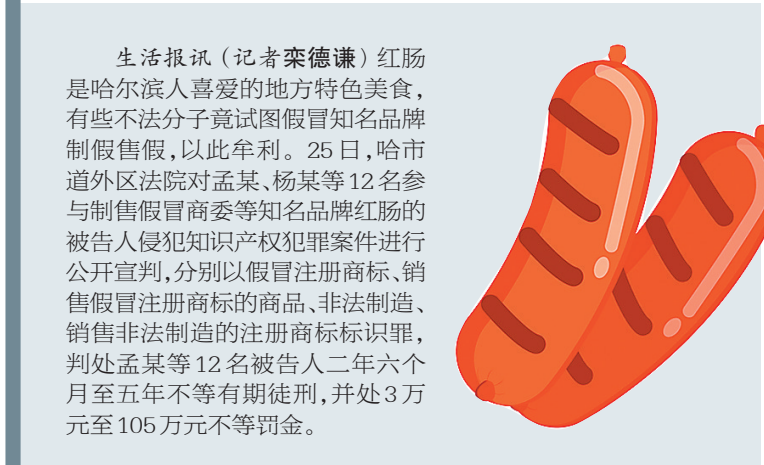 生活报讯（记者栾德谦）红肠
是哈尔滨人喜爱的地方特色美食，
有些不法分子竟试图假冒知名品牌
制假售假，以此牟利。25日，哈市
道外区法院对孟某、杨某等12名参
与制售假冒商委等知名品牌红肠的
被告人侵犯知识产权犯罪案件进行
公开宣判，分别以假冒注册商标、销
售假冒注册商标的商品、非法制造、
销售非法制造的注册商标标识罪，
判处孟某等12名被告人二年六个
月至五年不等有期徒刑，并处3万
元至105万元不等罚金。